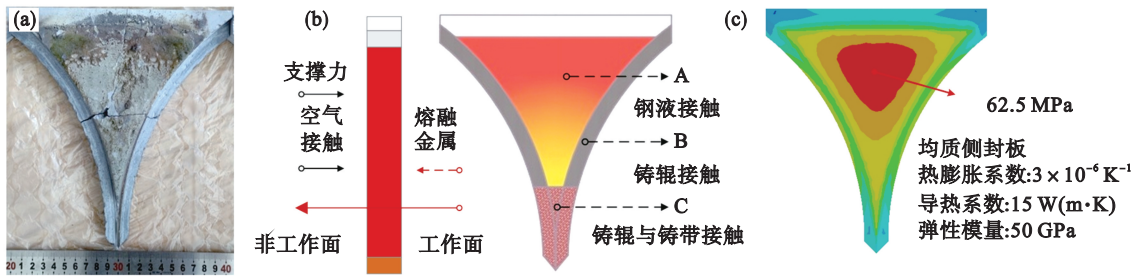 (a)
20 1 2 3 4 5 6 7 8 9 30 1 2 3 4 5 6 7 8 9 40
(b)
支撑力
空气
接触
非工作面
熔融
金属
工作面
A
钢液接触
B
铸辊接触
C
铸辊与铸带接触
(c)
62.5 MPa
均质侧封板
热膨胀系数:3×10⁻⁶ K⁻¹
导热系数:15 W(m·K)
弹性模量:50 GPa